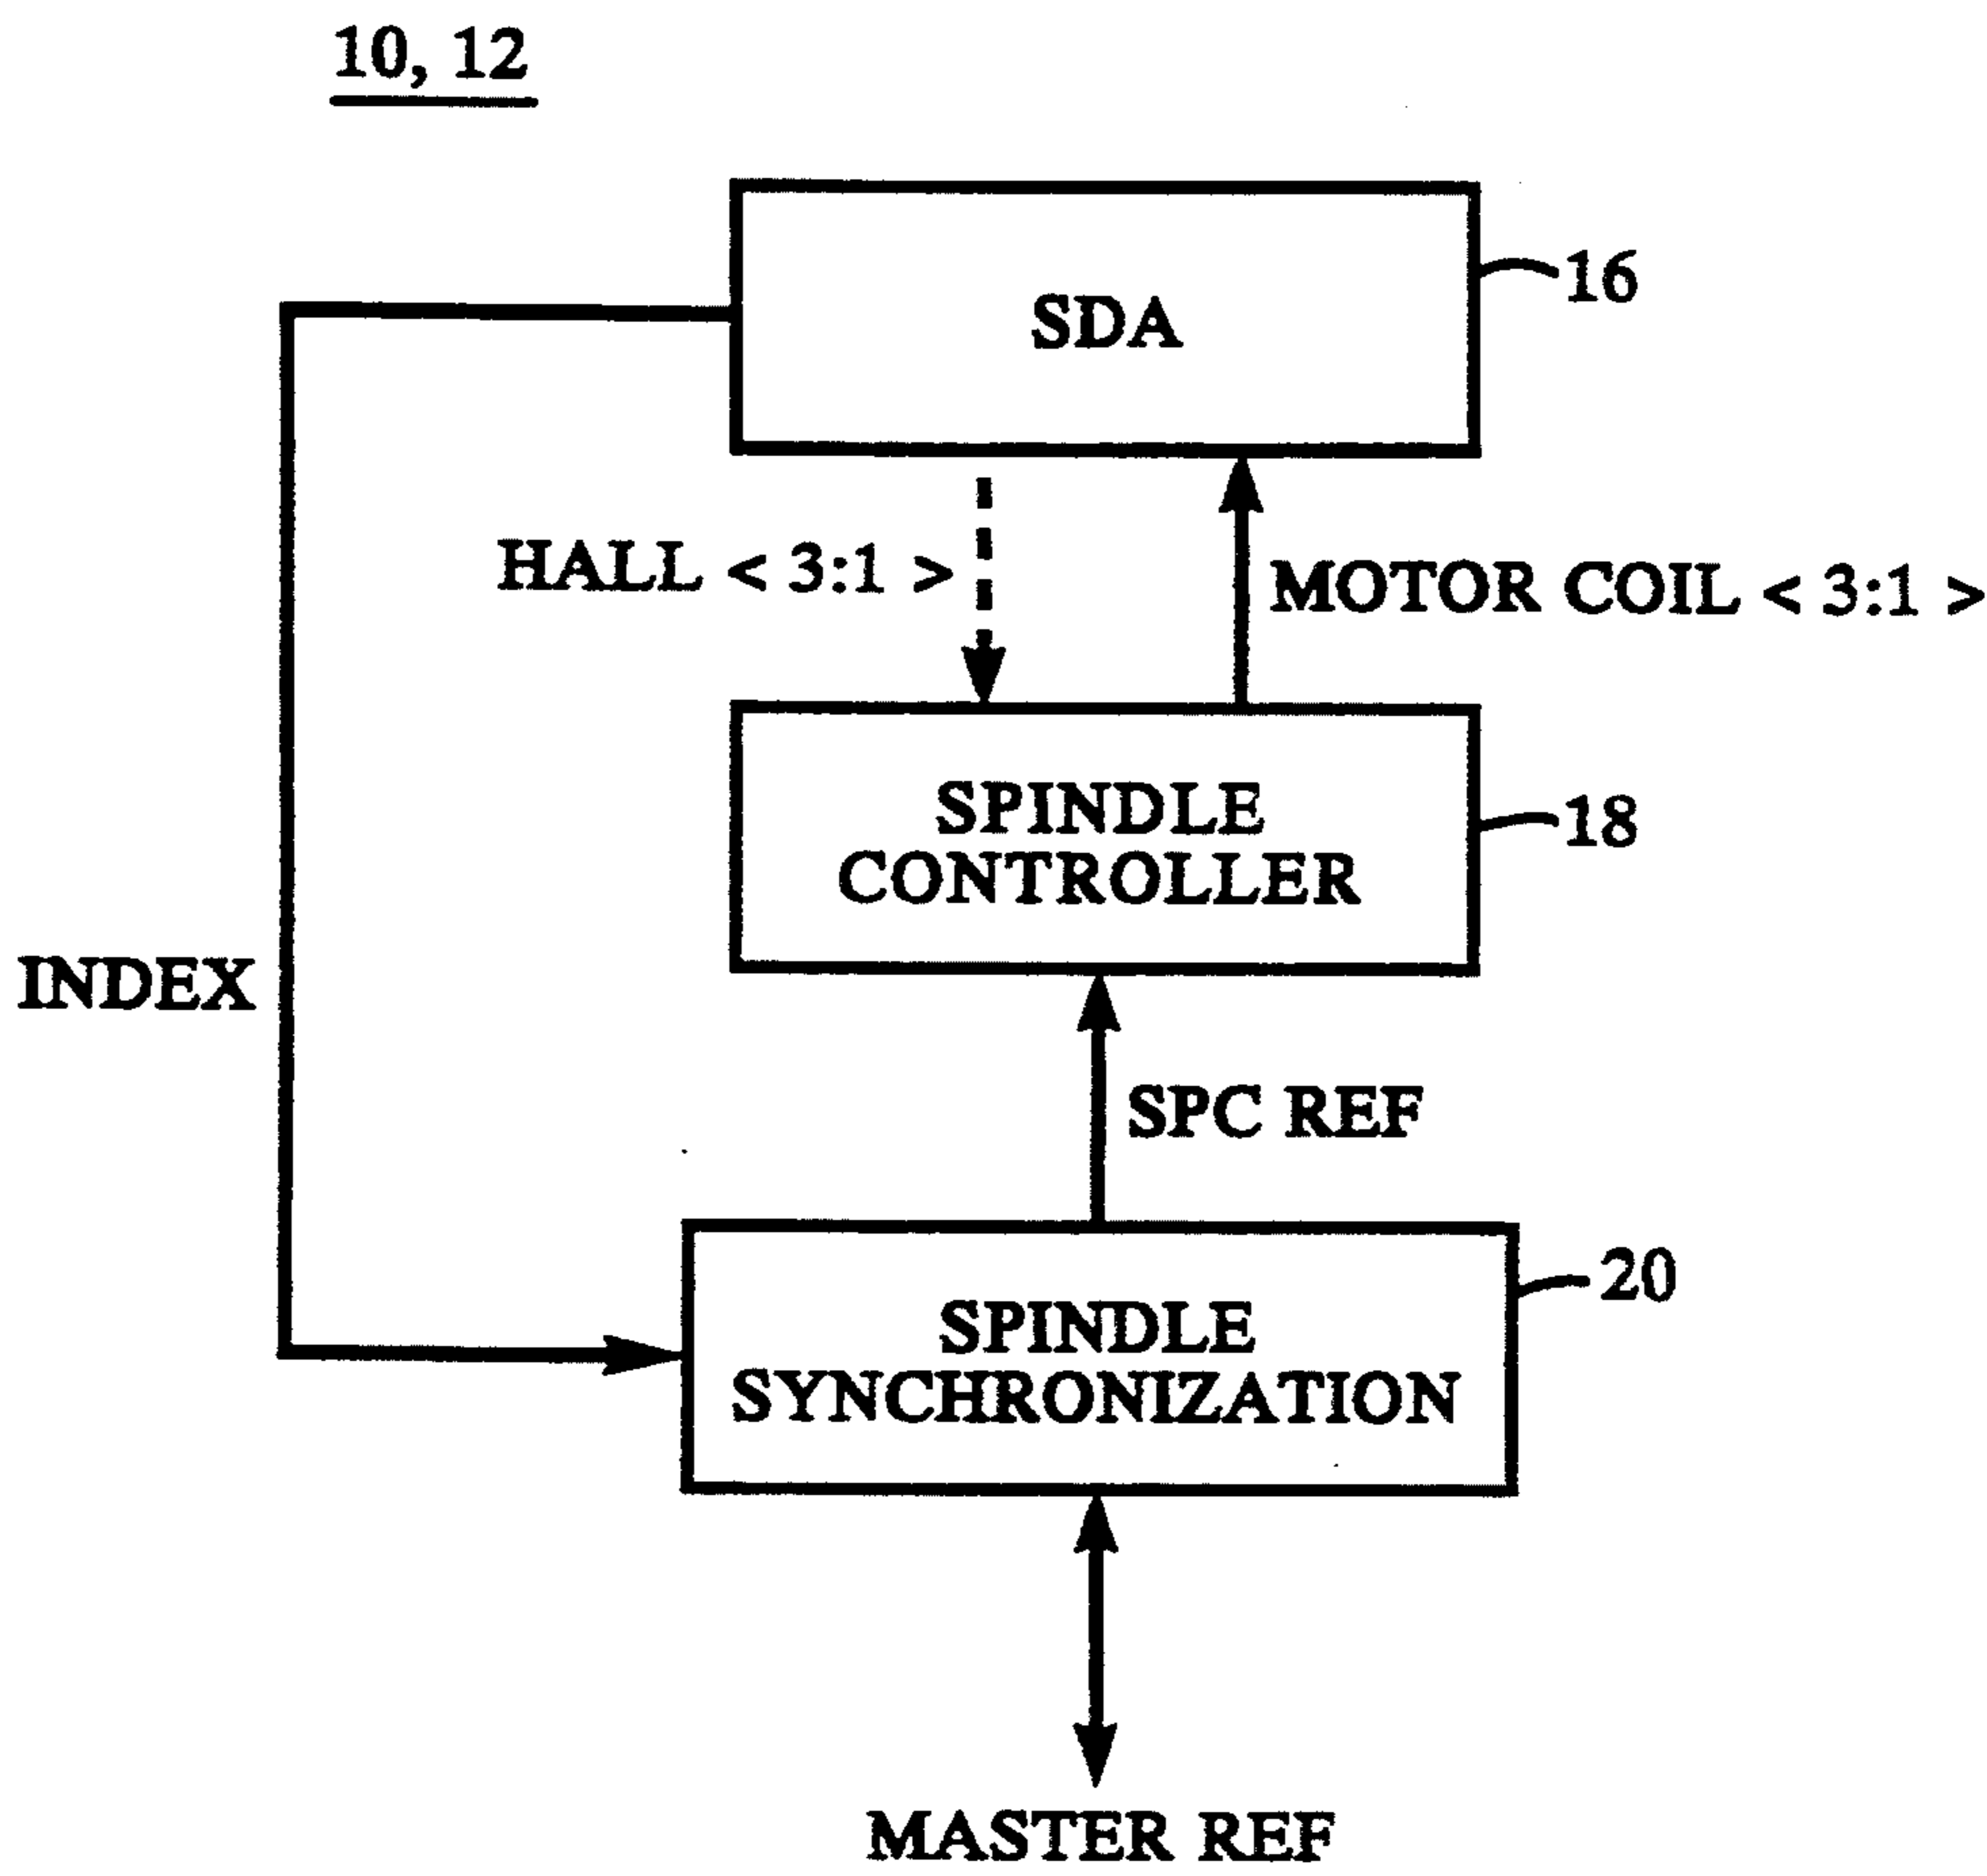 10, 12
SDA
16
HALL < 3:1 >
MOTOR COIL < 3:1 >
SPINDLE
CONTROLLER
18
INDEX
SPC REF
SPINDLE
SYNCHRONIZATION
20
MASTER REF